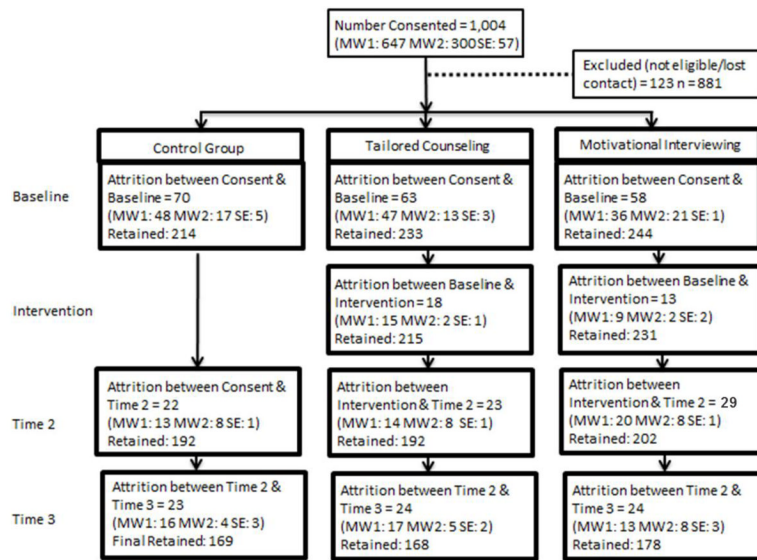 Number Consented = 1,004
(MW1: 647 MW2: 300 SE: 57)
Excluded (not eligible/lost
contact) = 123 n = 881
Control Group
Tailored Counseling
Motivational Interviewing
Baseline
Attrition between Consent &
Baseline = 70
(MW1: 48 MW2: 17 SE: 5)
Retained: 214
Attrition between Consent &
Baseline = 63
(MW1: 47 MW2: 13 SE: 3)
Retained: 233
Attrition between Consent &
Baseline = 58
(MW1: 36 MW2: 21 SE: 1)
Retained: 244
Intervention
Attrition between Baseline &
Intervention = 18
(MW1: 15 MW2: 2 SE: 1)
Retained: 215
Attrition between Baseline &
Intervention = 13
(MW1: 9 MW2: 2 SE: 2)
Retained: 231
Time 2
Attrition between Consent &
Time 2 = 22
(MW1: 13 MW2: 8 SE: 1)
Retained: 192
Attrition between
Intervention & Time 2 = 23
(MW1: 14 MW2: 8 SE: 1)
Retained: 192
Attrition between
Intervention & Time 2 = 29
(MW1: 20 MW2: 8 SE: 1)
Retained: 202
Time 3
Attrition between Time 2 &
Time 3 = 23
(MW1: 16 MW2: 4 SE: 3)
Final Retained: 169
Attrition between Time 2 &
Time 3 = 24
(MW1: 17 MW2: 5 SE: 2)
Retained: 168
Attrition between Time 2 &
Time 3 = 24
(MW1: 13 MW2: 8 SE: 3)
Retained: 178